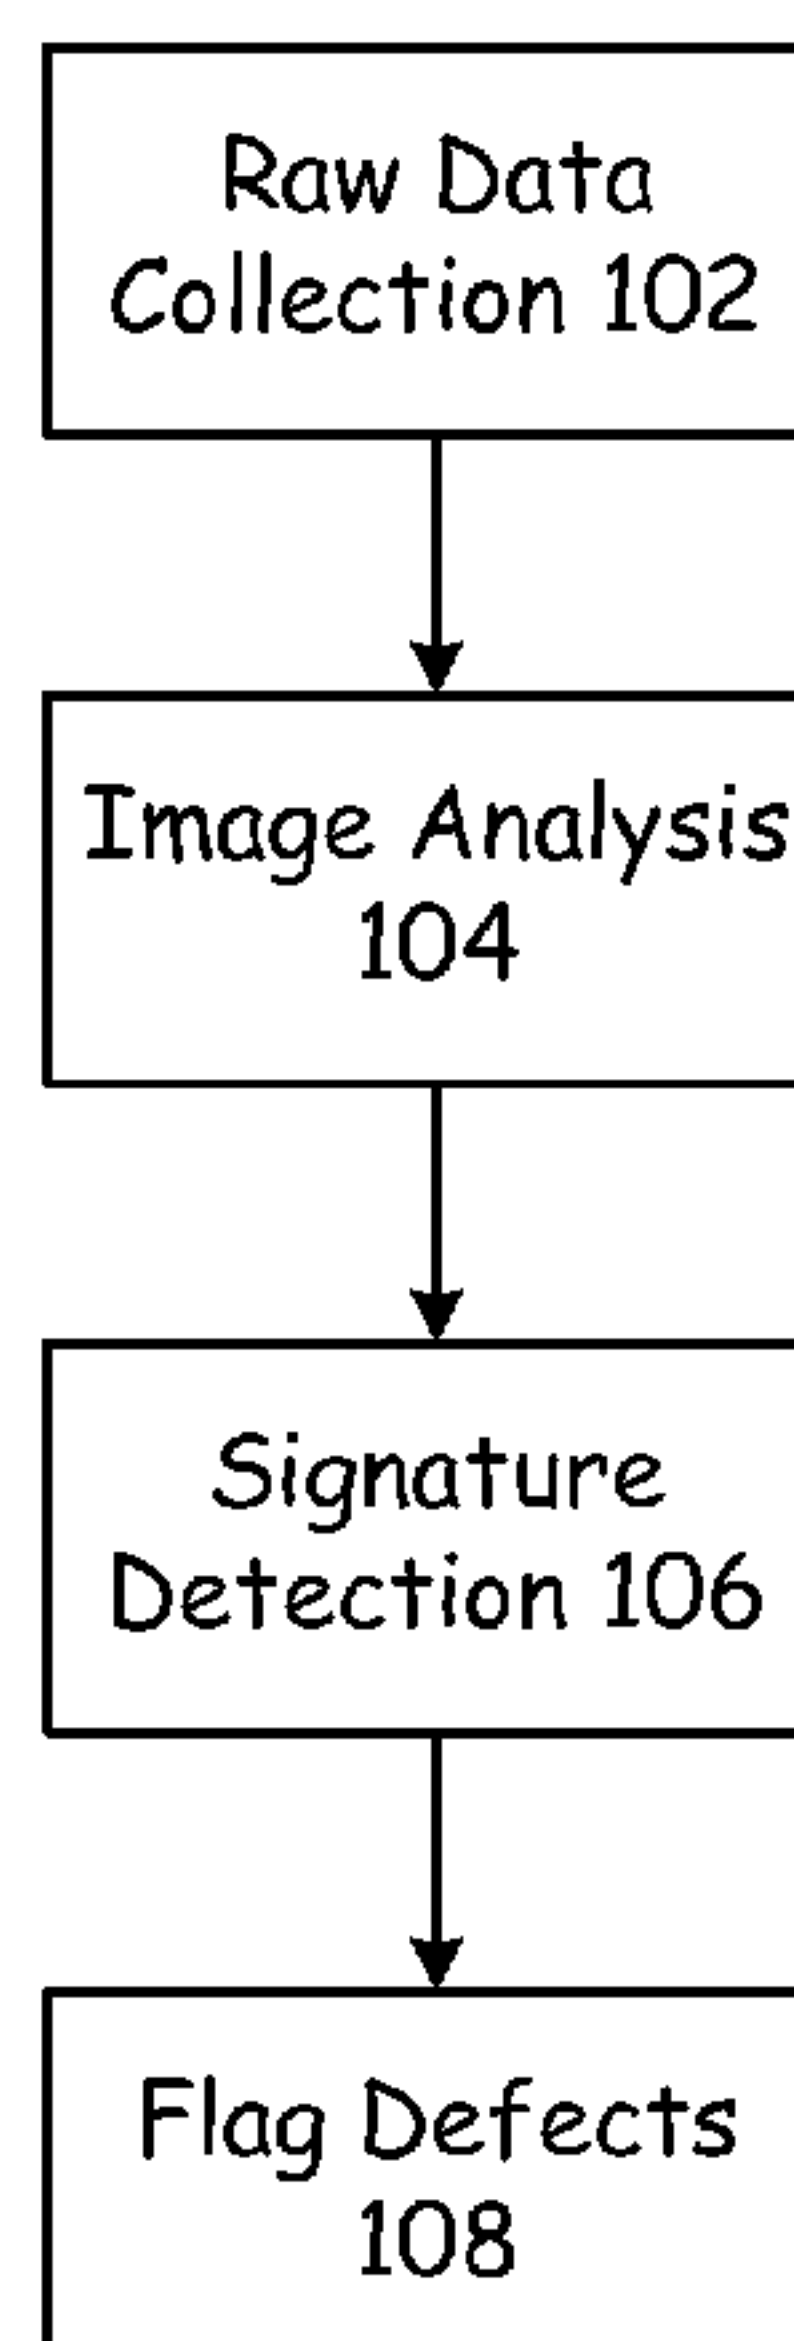 Raw Data
Collection 102
Image Analysis
104
Signature
Detection 106
Flag Defects
108